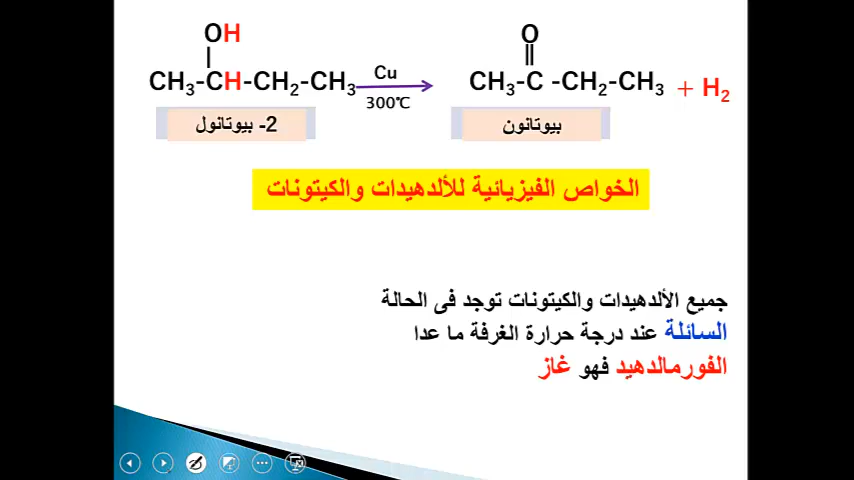 OH O
CH3-CH-CH2-CH3 Cu 300℃ CH3-C -CH2-CH3 + H2
2- بيوتانول بيوتانون
الخواص الفيزيائية للألدهيدات والكيتونات
جميع الألدهيدات والكيتونات توجد فى الحالة
السائلة عند درجة حرارة الغرفة ما عدا
الفورمالدهيد فهو غاز